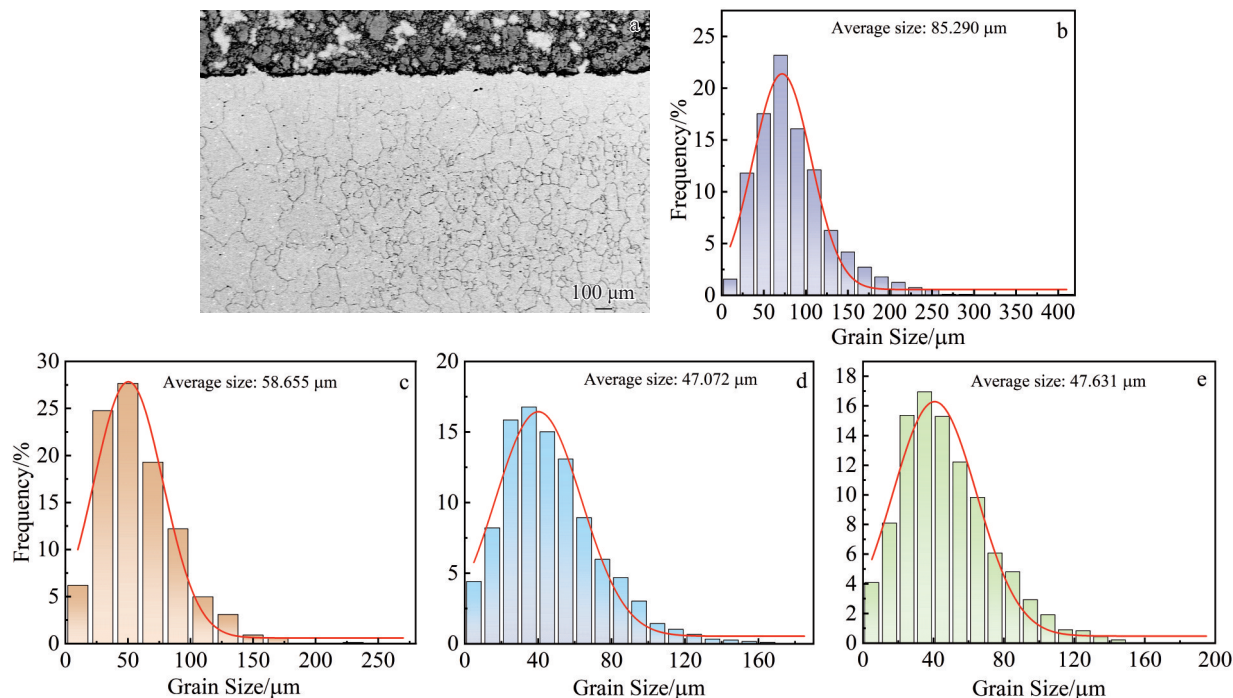 a
100 μm
b
Average size: 85.290 μm
Frequency/%
25
20
15
10
5
0
0 50 100 150 200 250 300 350 400
Grain Size/μm
c
Average size: 58.655 μm
Frequency/%
30
25
20
15
10
5
0
0 50 100 150 200 250
Grain Size/μm
d
Average size: 47.072 μm
20
15
10
5
0
0 40 80 120 160
Grain Size/μm
e
Average size: 47.631 μm
18
16
14
12
10
8
6
4
2
0
0 40 80 120 160 200
Grain Size/μm